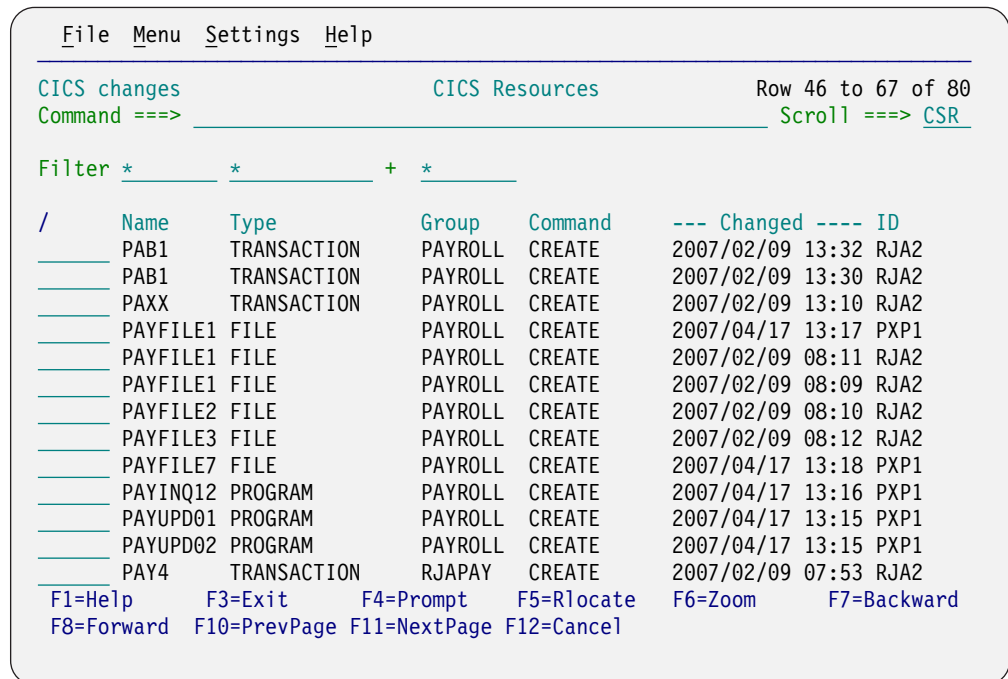 File Menu Settings Help
CICS changes CICS Resources Row 46 to 67 of 80
Command ===> Scroll ===> CSR
Filter * * + *
/ Name Type Group Command --- Changed ---- ID
PAB1 TRANSACTION PAYROLL CREATE 2007/02/09 13:32 RJA2
PAB1 TRANSACTION PAYROLL CREATE 2007/02/09 13:30 RJA2
PAXX TRANSACTION PAYROLL CREATE 2007/02/09 13:10 RJA2
PAYFILE1 FILE PAYROLL CREATE 2007/04/17 13:17 PXP1
PAYFILE1 FILE PAYROLL CREATE 2007/02/09 08:11 RJA2
PAYFILE1 FILE PAYROLL CREATE 2007/02/09 08:09 RJA2
PAYFILE2 FILE PAYROLL CREATE 2007/02/09 08:10 RJA2
PAYFILE3 FILE PAYROLL CREATE 2007/02/09 08:12 RJA2
PAYFILE7 FILE PAYROLL CREATE 2007/04/17 13:18 PXP1
PAYINQ12 PROGRAM PAYROLL CREATE 2007/04/17 13:16 PXP1
PAYUPD01 PROGRAM PAYROLL CREATE 2007/04/17 13:15 PXP1
PAYUPD02 PROGRAM PAYROLL CREATE 2007/04/17 13:15 PXP1
PAY4 TRANSACTION RJAPAY CREATE 2007/02/09 07:53 RJA2
F1=Help F3=Exit F4=Prompt F5=Rlocate F6=Zoom F7=Backward
F8=Forward F10=PrevPage F11=NextPage F12=Cancel